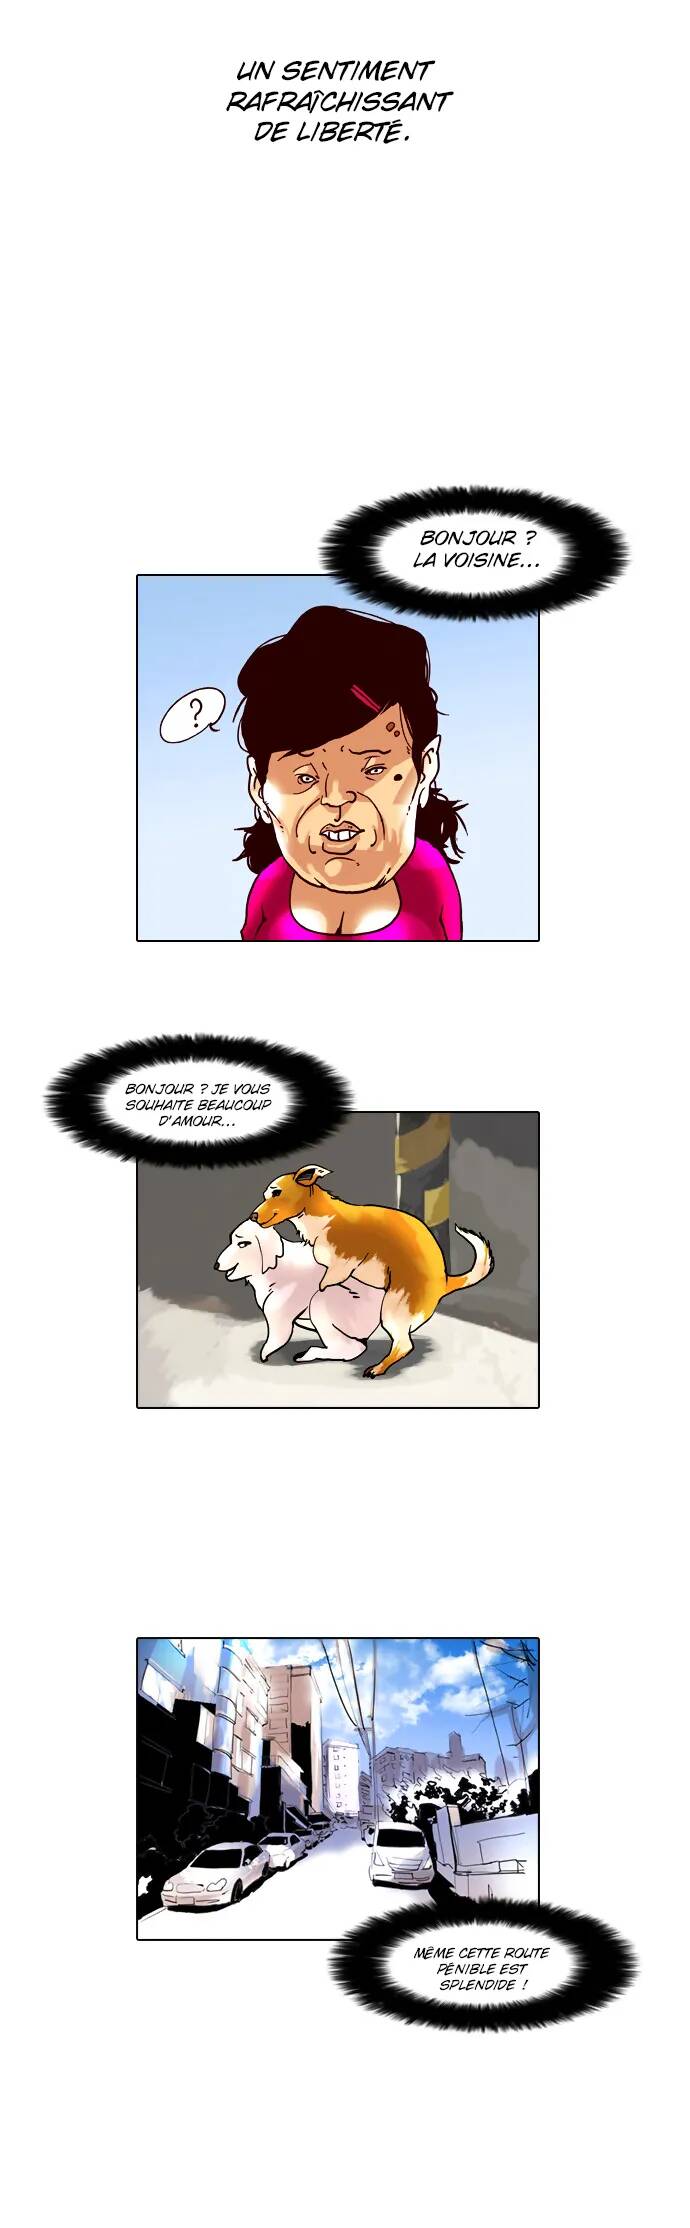 UN SENTIMENT
RAFRAÎCHISSANT
DE LIBERTÉ.
BONJOUR ?
LA VOISINE...
?
BONJOUR ? JE VOUS
SOUHAITE BEAUCOUP
D'AMOUR...
MÊME CETTE ROUTE
PÉNIBLE EST
SPLENDIDE !